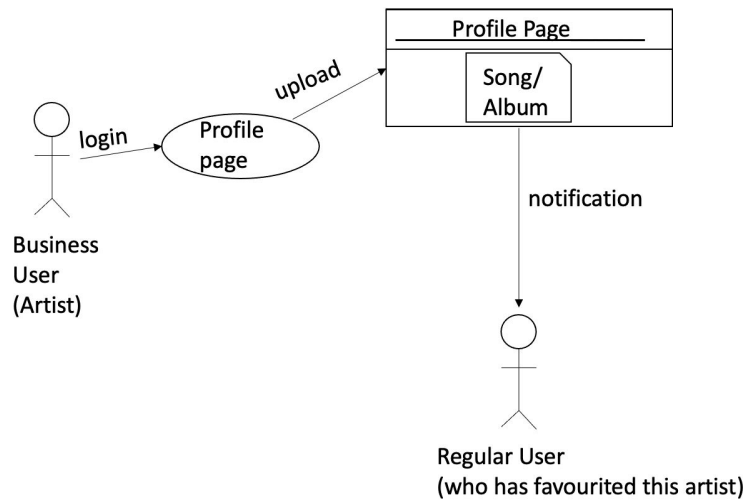 Profile Page
Song/
Album
upload
login
Profile
page
notification
Business
User
(Artist)
Regular User
(who has favourited this artist)